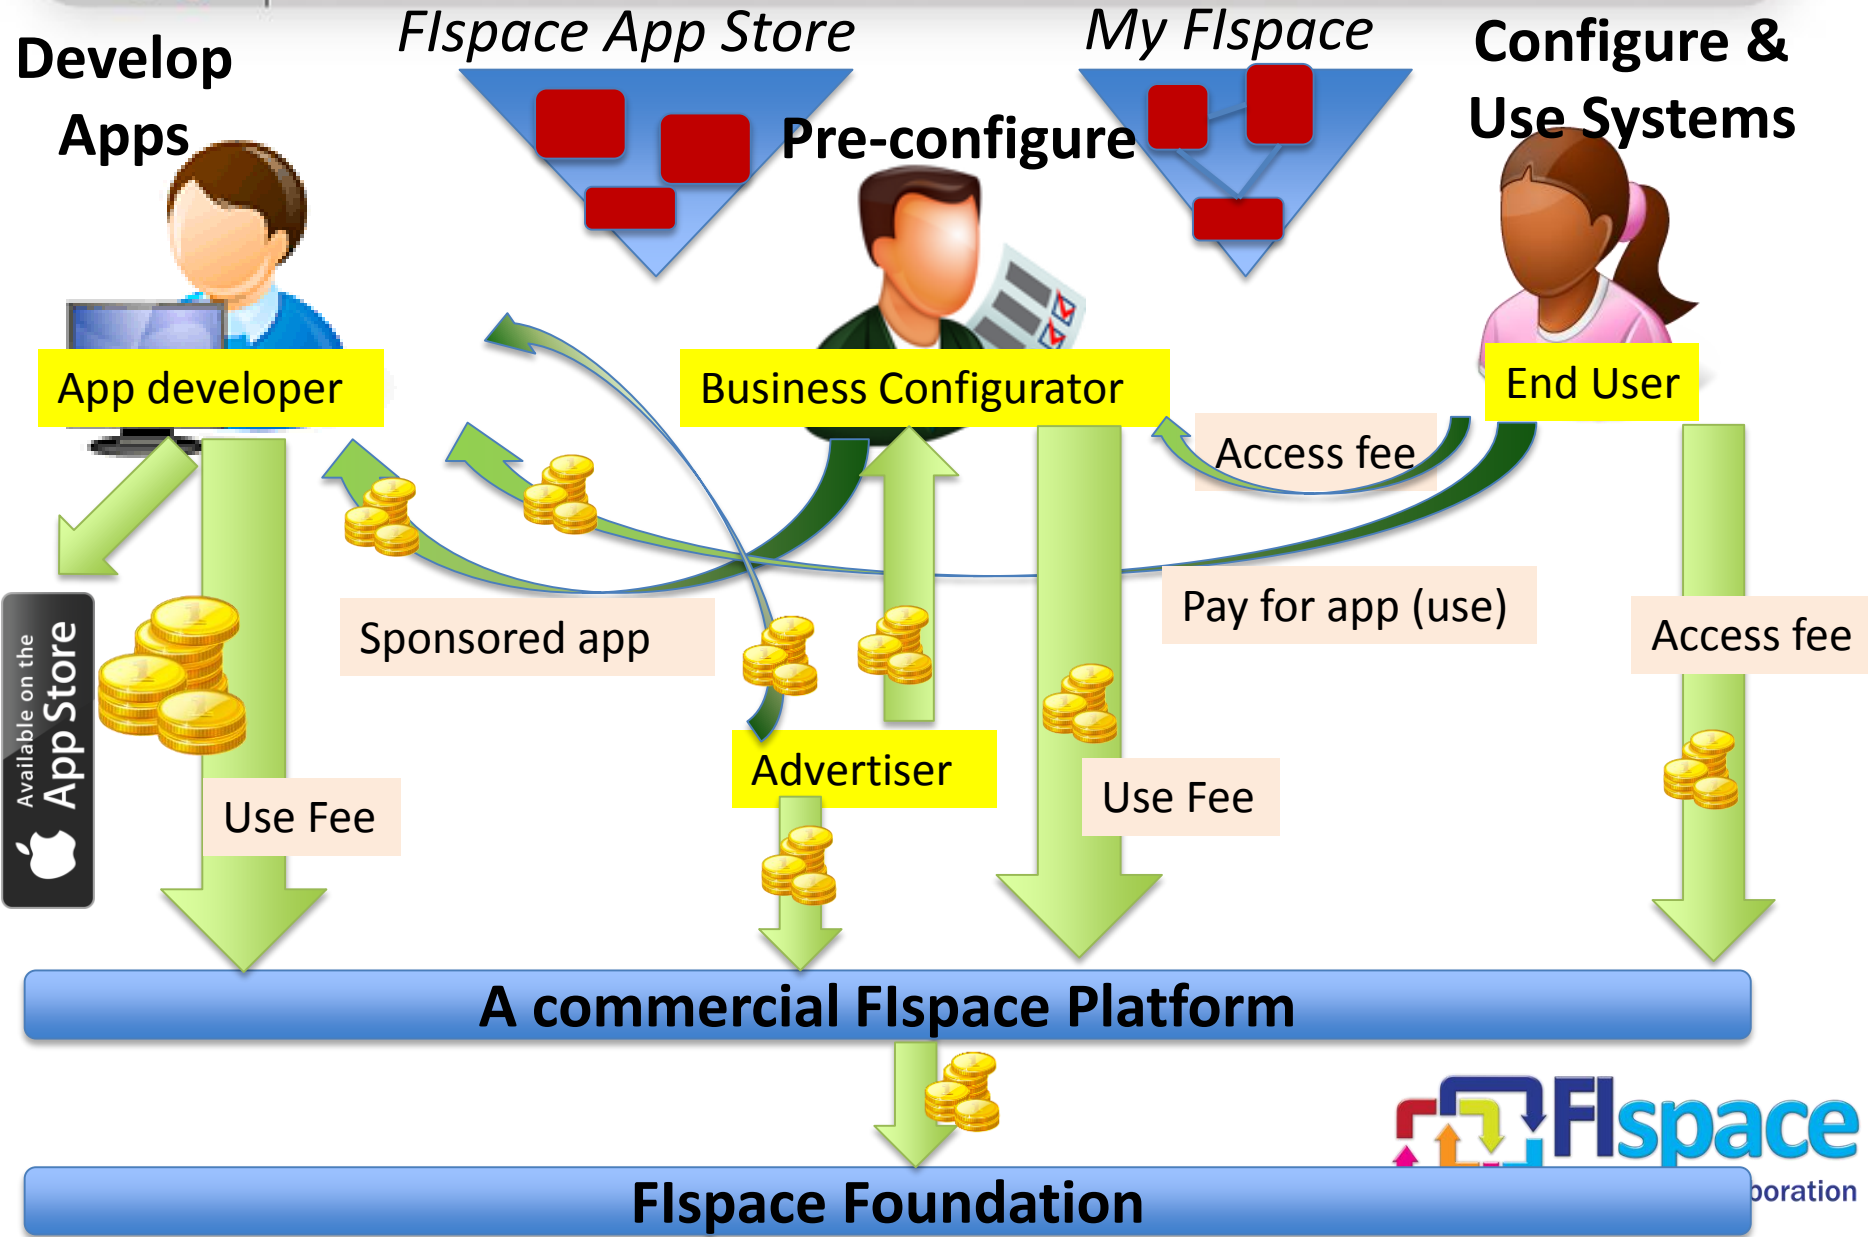 Develop
Apps
FIspace App Store
My FIspace
Configure &
Use Systems
Pre-configure
App developer
Business Configurator
End User
Access fee
Sponsored app
Pay for app (use)
Access fee
Available on the
App Store
Advertiser
Use Fee
Use Fee
A commercial FIspace Platform
FIspace
boration
FIspace Foundation